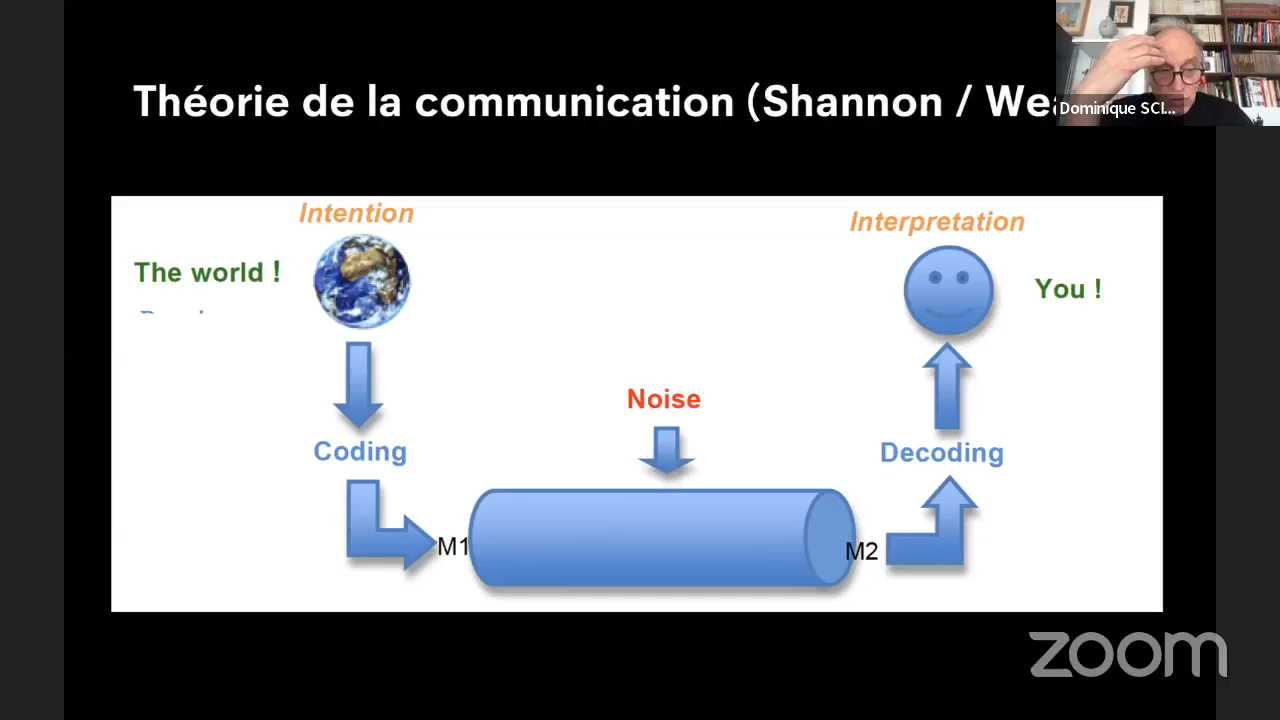 Théorie de la communication (Shannon / We
Dominique SCI...
Intention
Interpretation
The world !
You !
Noise
Coding
Decoding
M1
M2
zoom